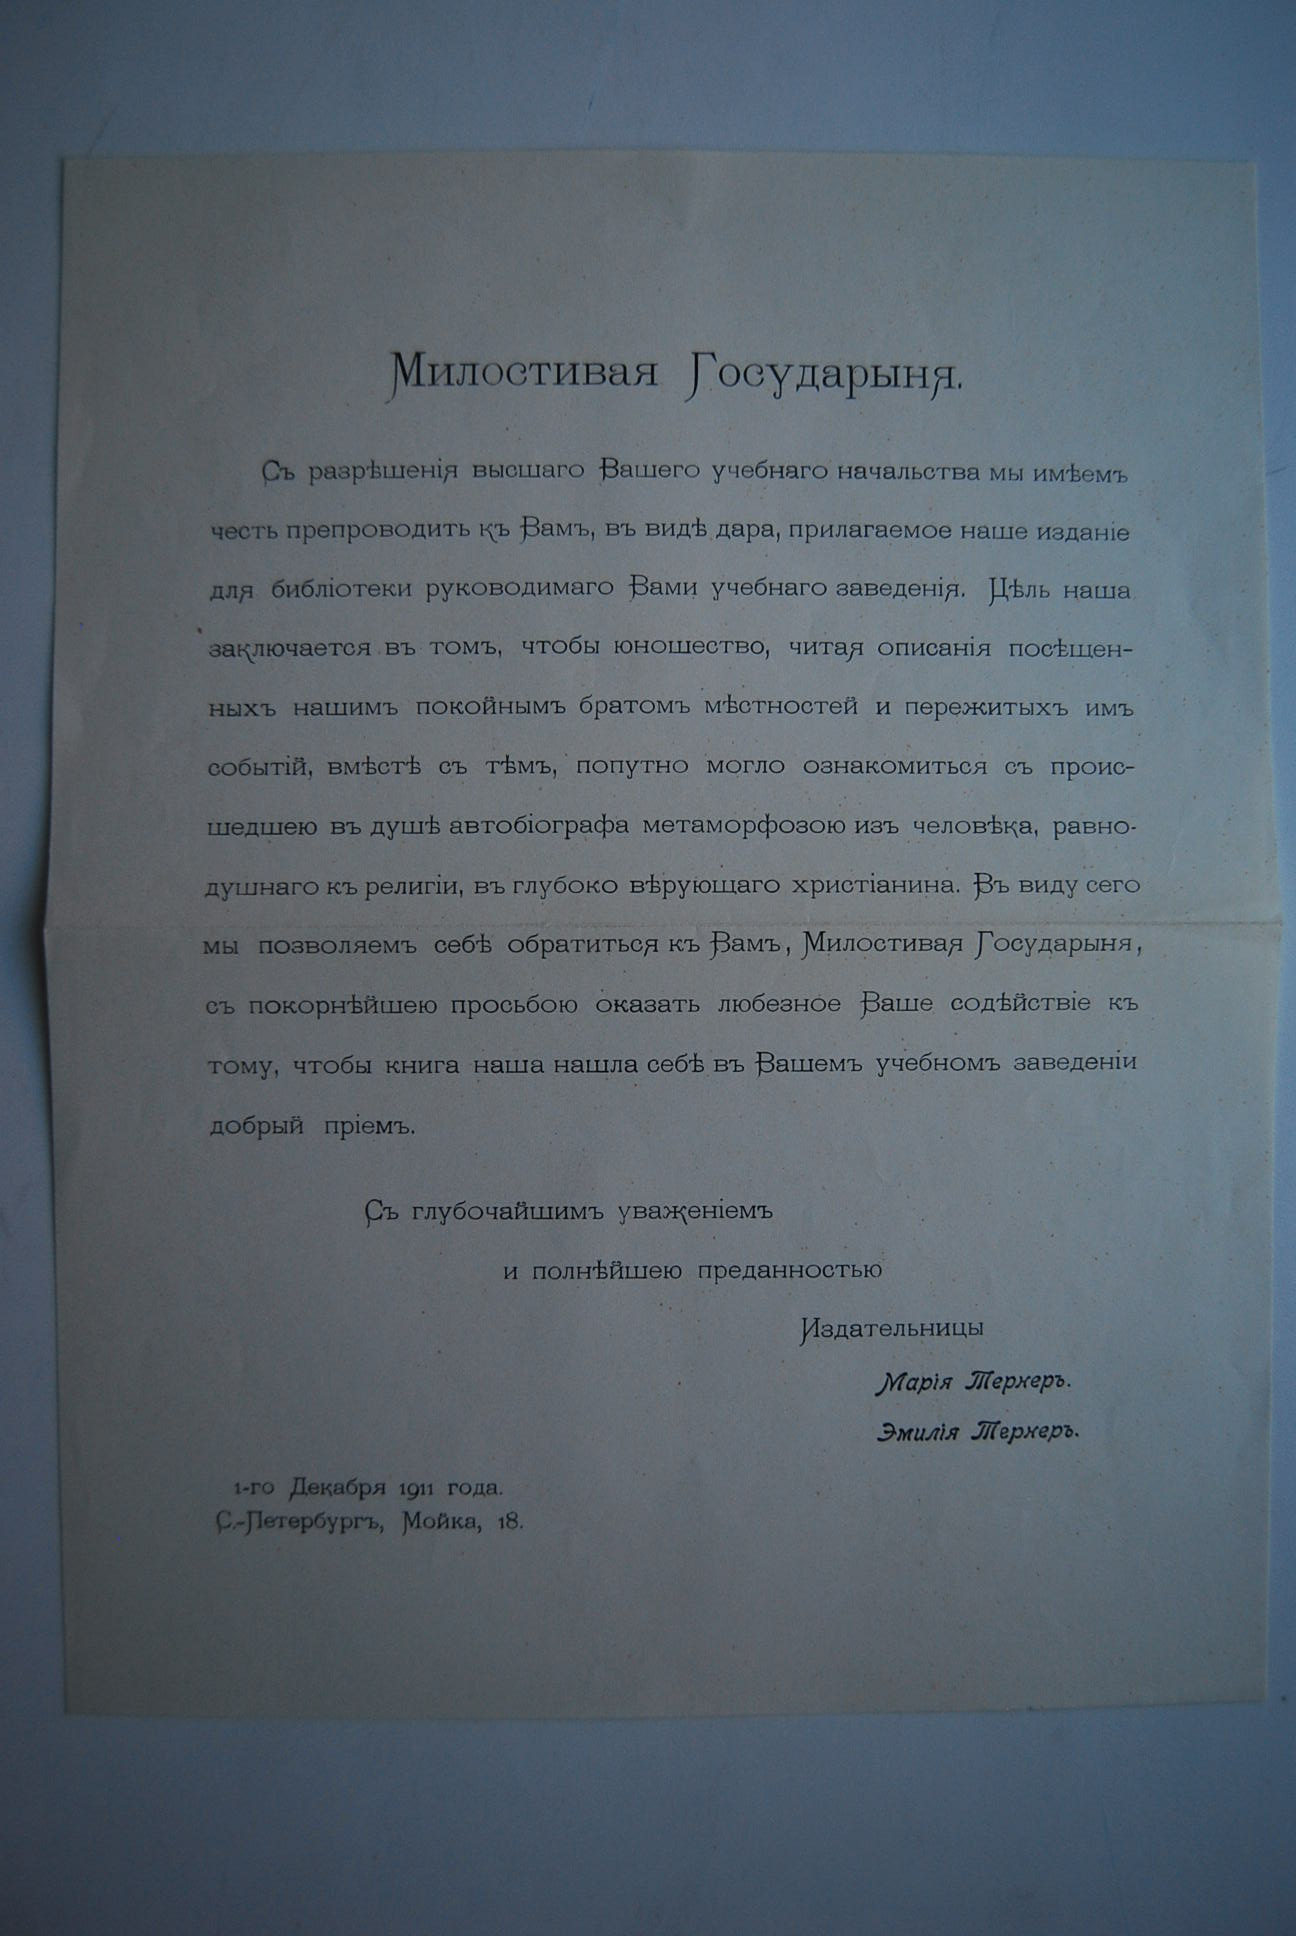 Милостивая Государыня.
Съ разрѣшенія высшаго Вашего учебнаго начальства мы имѣемъ
честь препроводить къ Вамъ, въ видѣ дара, прилагаемое наше изданіе
для библіотеки руководимаго Вами учебнаго заведенія. Цѣль наша
заключается въ томъ, чтобы юношество, читая описанія посѣщен-
ныхъ нашимъ покойнымъ братомъ мѣстностей и пережитыхъ имъ
событій, вмѣстѣ съ тѣмъ, попутно могло ознакомиться съ проис-
шедшею въ душѣ автобіографа метаморфозою изъ человѣка, равно-
душнаго къ религіи, въ глубоко вѣрующаго христіанина. Въ виду сего
мы позволяемъ себѣ обратиться къ Вамъ, Милостивая Государыня,
съ покорнѣйшею просьбою оказать любезное Ваше содѣйствіе къ
тому, чтобы книга наша нашла себѣ въ Вашемъ учебномъ заведеніи
добрый пріемъ.
Съ глубочайшимъ уваженіемъ
и полнѣйшею преданностью
Издательницы
Марія Теркеръ.
Эмилія Теркеръ.
1-го Декабря 1911 года.
С.-Петербургъ, Мойка, 18.